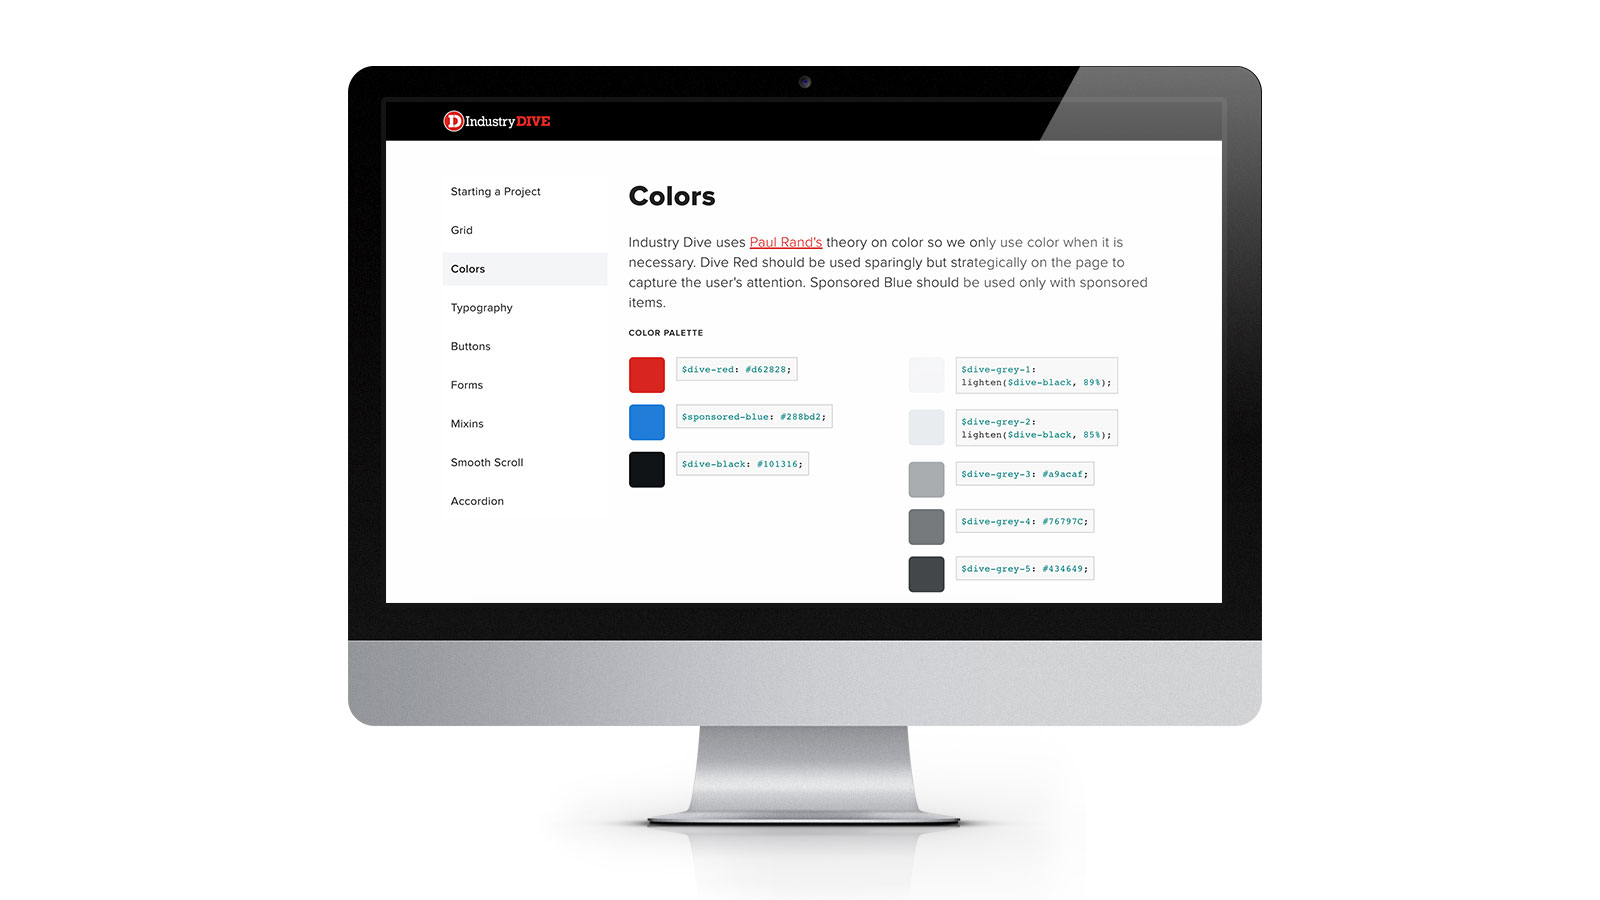 D IndustryDIVE
Starting a Project
Grid
Colors
Typography
Buttons
Forms
Mixins
Smooth Scroll
Accordion
Colors
Industry Dive uses Paul Rand's theory on color so we only use color when it is
necessary. Dive Red should be used sparingly but strategically on the page to
capture the user's attention. Sponsored Blue should be used only with sponsored
items.
COLOR PALETTE
$dive-red: #d62828;
$sponsored-blue: #288bd2;
$dive-black: #101316;
$dive-grey-1:
lighten($dive-black, 89%);
$dive-grey-2:
lighten($dive-black, 85%);
$dive-grey-3: #a9acaf;
$dive-grey-4: #76797C;
$dive-grey-5: #434649;